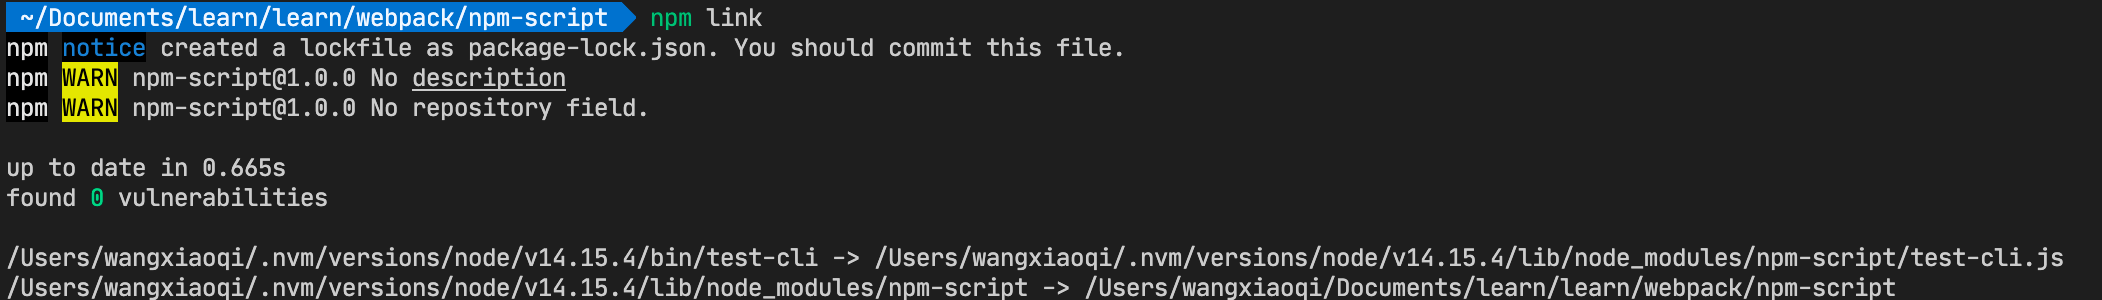 ~/Documents/learn/learn/webpack/npm-script npm link
npm notice created a lockfile as package-lock.json. You should commit this file.
npm WARN npm-script@1.0.0 No description
npm WARN npm-script@1.0.0 No repository field.
up to date in 0.665s
found 0 vulnerabilities
/Users/wangxiaoqi/.nvm/versions/node/v14.15.4/bin/test-cli -> /Users/wangxiaoqi/.nvm/versions/node/v14.15.4/lib/node_modules/npm-script/test-cli.js
/Users/wangxiaoqi/.nvm/versions/node/v14.15.4/lib/node_modules/npm-script -> /Users/wangxiaoqi/Documents/learn/learn/webpack/npm-script